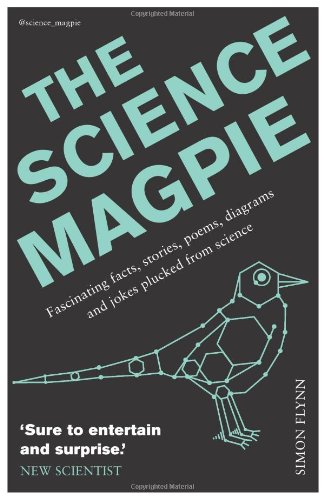 @science_magpie
THE
SCIENCE
MAGPIE
Fascinating facts, stories, poems, diagrams
and jokes plucked from science
‘Sure to entertain
and surprise.’
NEW SCIENTIST
SIMON FLYNN